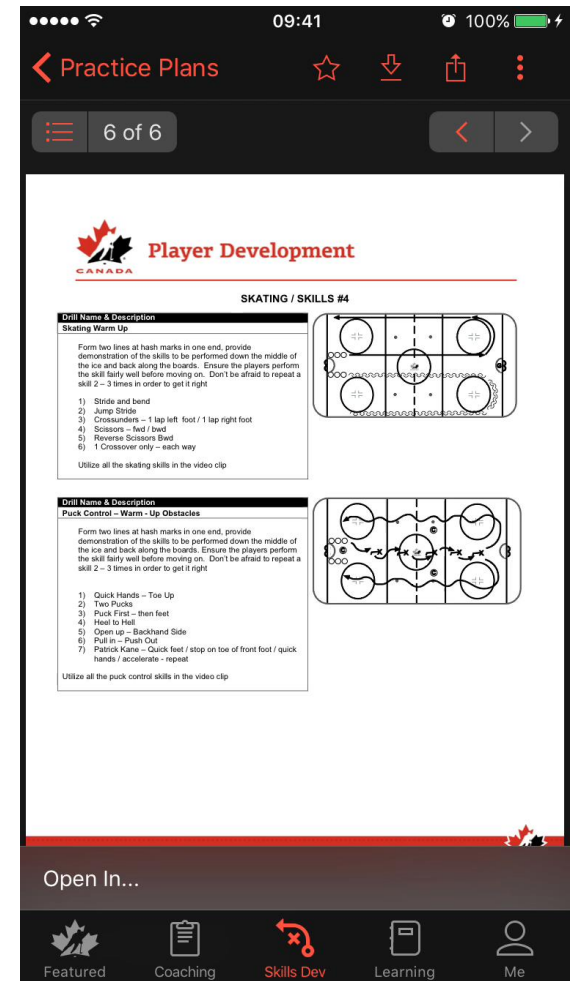 09:41
100%
Practice Plans
6 of 6
CANADA
Player Development
SKATING / SKILLS #4
Drill Name & Description
Skating Warm Up
Form two lines at hash marks in one end, provide
demonstration of the skills to be performed down the middle of
the ice and back along the boards. Ensure the players perform
the skill fairly well before moving on. Don't be afraid to repeat a
skill 2 – 3 times in order to get it right
1) Stride and bend
2) Jump Stride
3) Crossunders – 1 lap left foot / 1 lap right foot
4) Scissors – fwd / bwd
5) Reverse Scissors Bwd
6) 1 Crossover only – each way
Utilize all the skating skills in the video clip
Drill Name & Description
Puck Control – Warm - Up Obstacles
Form two lines at hash marks in one end, provide
demonstration of the skills to be performed down the middle of
the ice and back along the boards. Ensure the players perform
the skill fairly well before moving on. Don't be afraid to repeat a
skill 2 – 3 times in order to get it right
1) Quick Hands – Toe Up
2) Two Pucks
3) Puck First – then feet
4) Heel to Hell
5) Open up – Backhand Side
6) Pull in – Push Out
7) Patrick Kane – Quick feet / stop on toe of front foot / quick
hands / accelerate - repeat
Utilize all the puck control skills in the video clip
Open In...
Featured
Coaching
Skills Dev
Learning
Me